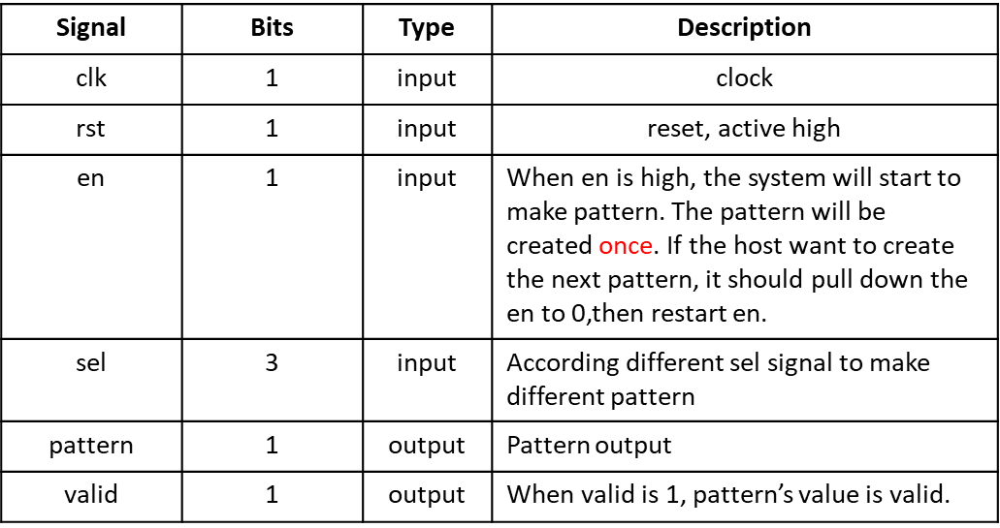 Signal Bits Type Description
clk 1 input clock
rst 1 input reset, active high
en 1 input When en is high, the system will start to
make pattern. The pattern will be
created once. If the host want to create
the next pattern, it should pull down the
en to 0,then restart en.
sel 3 input According different sel signal to make
different pattern
pattern 1 output Pattern output
valid 1 output When valid is 1, pattern’s value is valid.